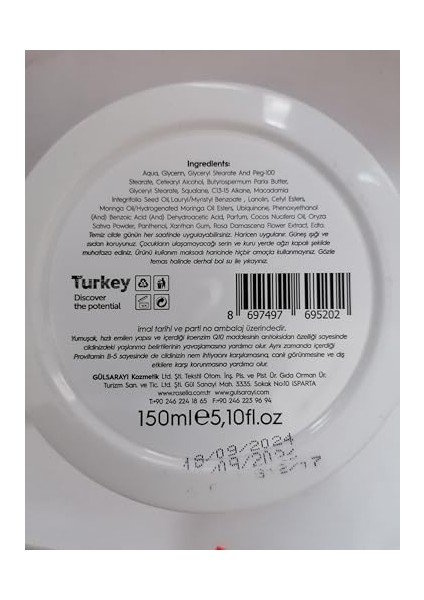 Ingredients:
Aqua, Glycerin, Glyceryl Stearate And Peg-100
Stearate, Cetearyl Alcohol, Butyrospermum Parkii Butter,
Glyceryl Stearate, Squalane, C13-15 Alkane, Macadamia
Integrifolia Seed Oil,Lauryl/Myristyl Benzoate , Lanolin, Cetyl Esters,
Moringa Oil/Hydrogenated Moringa Oil Esters, Ubiquinone, Phenoxyethanol
(And) Benzoic Acid (And) Dehydroacetic Acid, Parfum, Cocos Nucifera Oil, Oryza
Sativa Powder, Panthenol, Xanthan Gum, Rosa Damascena Flower Extract, Edta.
Temiz cilde günün her saatinde uygulayabilirsiniz. Haricen uygulanır. Güneş ışığı ve
ısıdan koruyunuz. Çocukların ulaşamayacağı serin ve kuru yerde ağzı kapalı şekilde
muhafaza ediniz. Ürünü kullanım maksadı haricinde hiçbir amaçla kullanmayınız. Gözle
temas halinde derhal bol su ile yıkayınız.
Turkey
Discover
the potential
8 697497 695202
imal tarihi ve parti no ambalaj üzerindedir.
Yumuşak, hızlı emilen yapısı ve içerdiği koenzim Q10 maddesinin antioksidan özelliği sayesinde
cildinizdeki yaşlanma belirtilerinin yavaşlamasına yardımcı olur. Aynı zamanda içerdiği
Provitamin B-5 sayesinde cildinizin nem ihtiyacını karşılamasına, canlı görünmesine ve dış
etkilere karşı korunmasına yardımcı olur.
GÜLSARAYI Kozmetik Ltd. Şti. Tekstil Otom. İnş. Pls. ve Pist. Ür. Gıda Orman Ür.
Turizm San. ve Tic. Ltd. Şti Gül Sanayi Mah. 3335. Sokak No:10 ISPARTA
T:+90 246 224 18 65 F:+90 246 223 96 94
www.rosella.com.tr www.gulsarayi.com.tr
150ml e 5,10fl.oz
18/09/2024